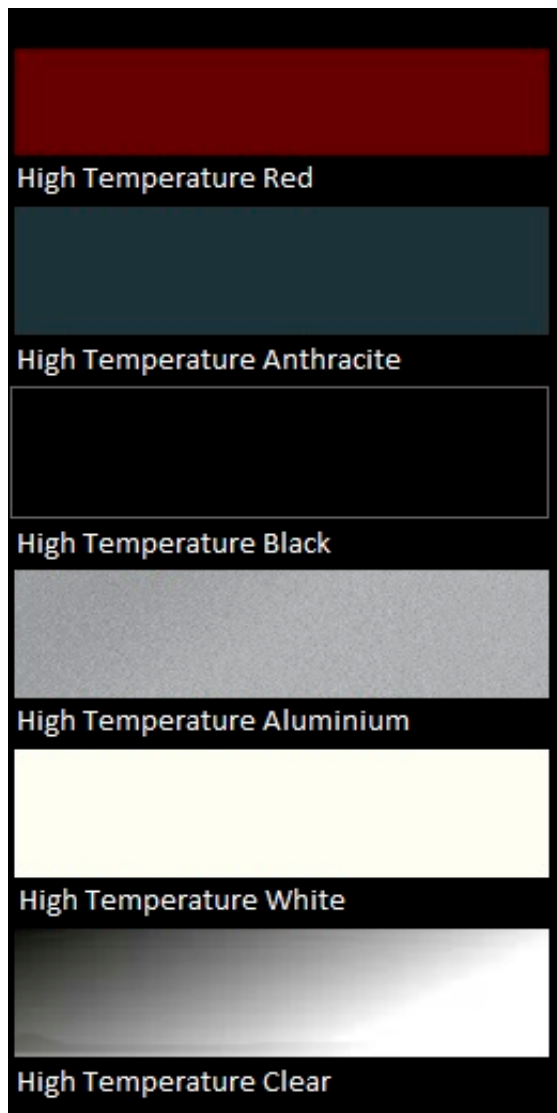 High Temperature Red
High Temperature Anthracite
High Temperature Black
High Temperature Aluminium
High Temperature White
High Temperature Clear